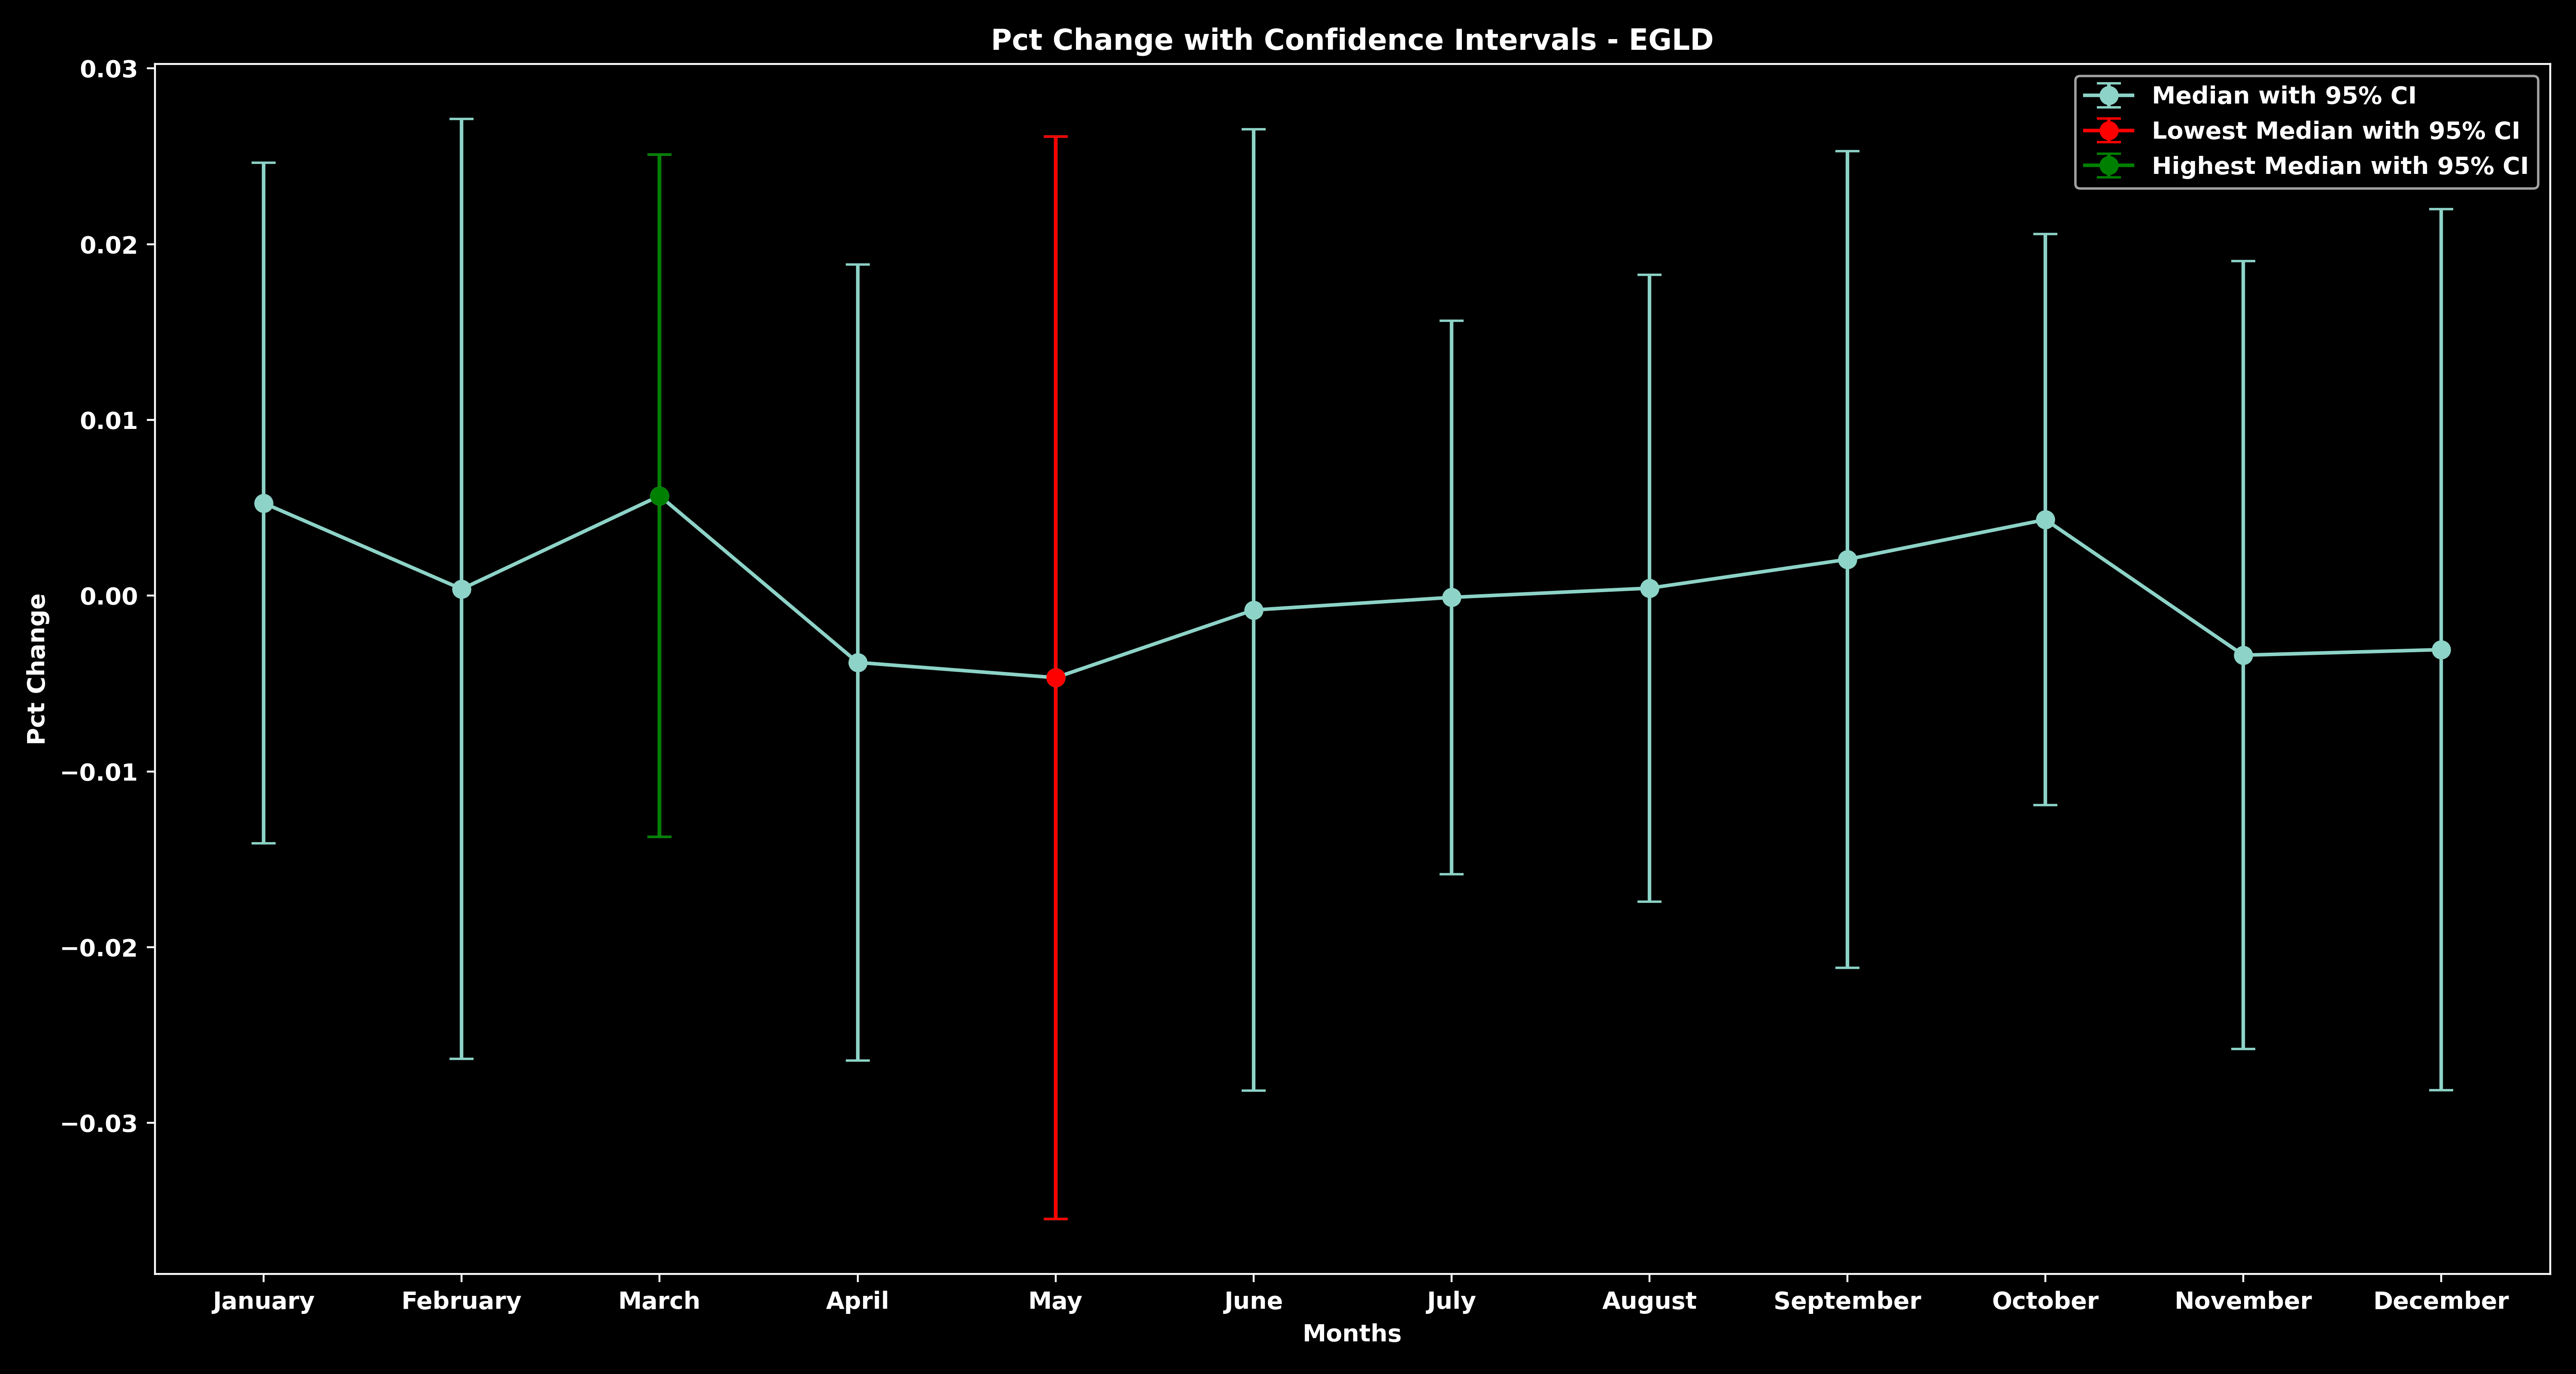 Pct Change with Confidence Intervals - EGLD
Median with 95% CI
Lowest Median with 95% CI
Highest Median with 95% CI
0.03
0.02
0.01
0.00
−0.01
−0.02
−0.03
Pct Change
January February March April May June July August September October November December
Months